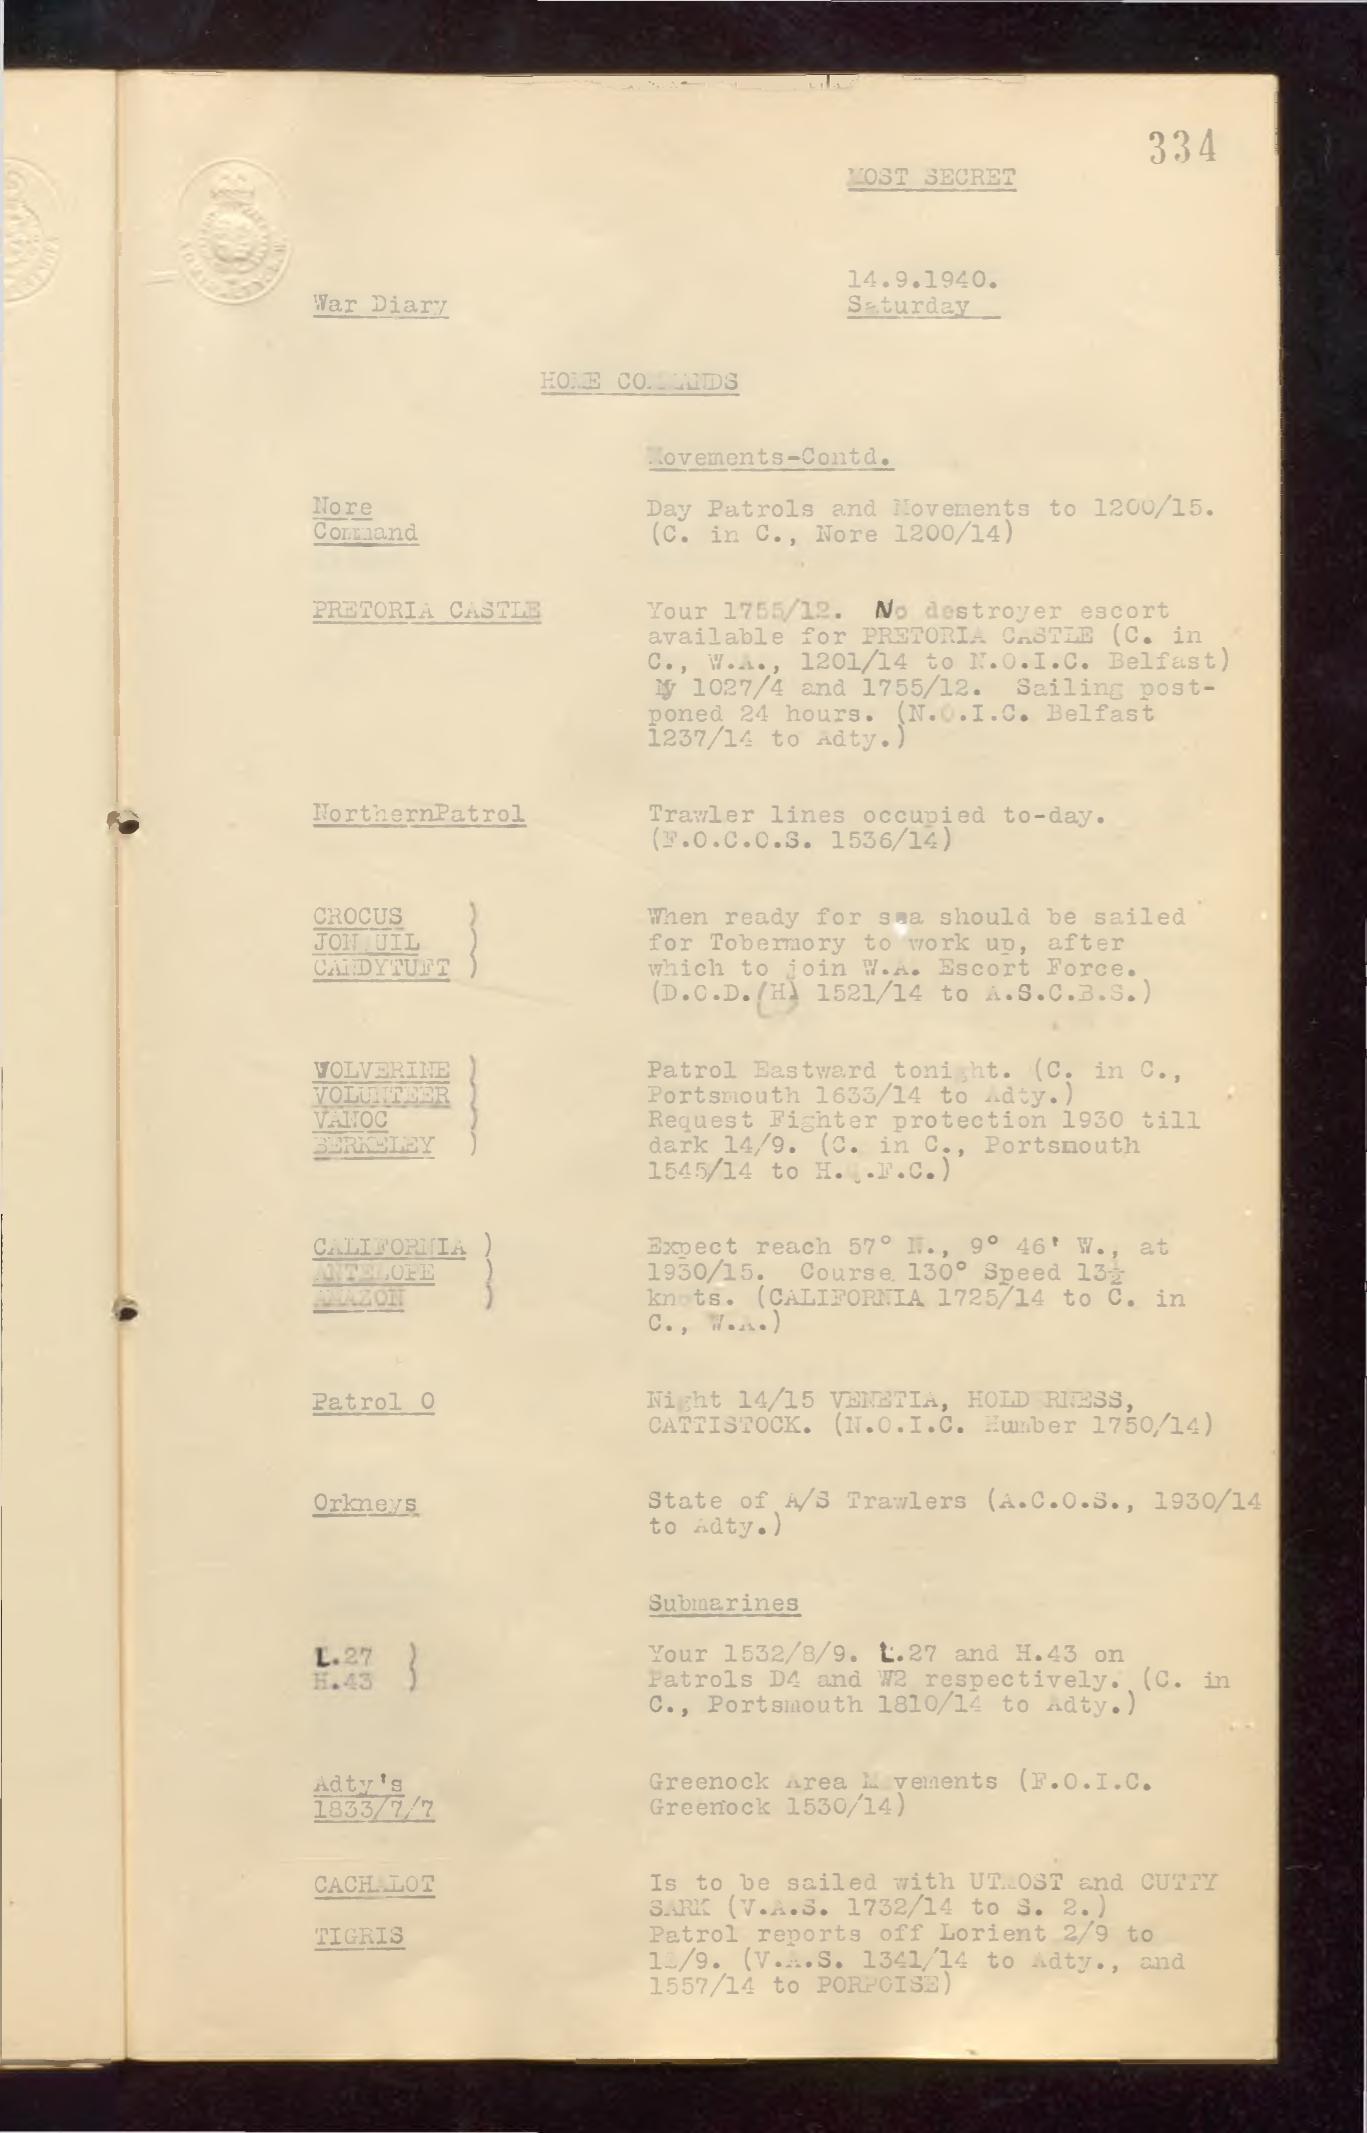 334
MOST SECRET
14.9.1940.
War Diary
Saturday
HOME COMMANDS
Movements-Contd.
Nore Day Patrols and Movements to 1200/15.
Command (C. in C., Nore 1200/14)
PRETORIA CASTLE Your 1755/12. No destroyer escort
available for PRETORIA CASTLE (C. in
C., W.A., 1201/14 to N.O.I.C. Belfast)
My 1027/4 and 1755/12. Sailing post-
poned 24 hours. (N.O.I.C. Belfast
1237/14 to Adty.)
NorthernPatrol Trawler lines occupied to-day.
(F.O.C.O.S. 1536/14)
CROCUS ) When ready for sea should be sailed
JONQUIL ) for Tobermory to work up, after
CANDYTUFT ) which to join W.A. Escort Force.
(D.C.D.(H) 1521/14 to A.S.C.B.S.)
WOLVERINE ) Patrol Eastward tonight. (C. in C.,
VOLUNTEER ) Portsmouth 1633/14 to Adty.)
VANOC ) Request Fighter protection 1930 till
BERKELEY ) dark 14/9. (C. in C., Portsmouth
1545/14 to H.Q.F.C.)
CALIFORNIA ) Expect reach 57° N., 9° 46' W., at
ANTELOPE ) 1930/15. Course 130° Speed 13½
AMAZON ) knots. (CALIFORNIA 1725/14 to C. in
C., W.A.)
Patrol O Night 14/15 VENETIA, HOLD RNESS,
CATTISTOCK. (N.O.I.C. Humber 1750/14)
Orkneys State of A/S Trawlers (A.C.O.S., 1930/14
to Adty.)
Submarines
L.27 ) Your 1532/8/9. L.27 and H.43 on
H.43 ) Patrols D4 and W2 respectively. (C. in
C., Portsmouth 1810/14 to Adty.)
Adty's Greenock Area Movements (F.O.I.C.
1833/7/7 Greenock 1530/14)
CACHALOT Is to be sailed with UTMOST and CUTTY
SARK (V.A.S. 1732/14 to S. 2.)
TIGRIS Patrol reports off Lorient 2/9 to
(V.A.S. 1341/14 to Adty., and
1557/14 to PORPOISE)